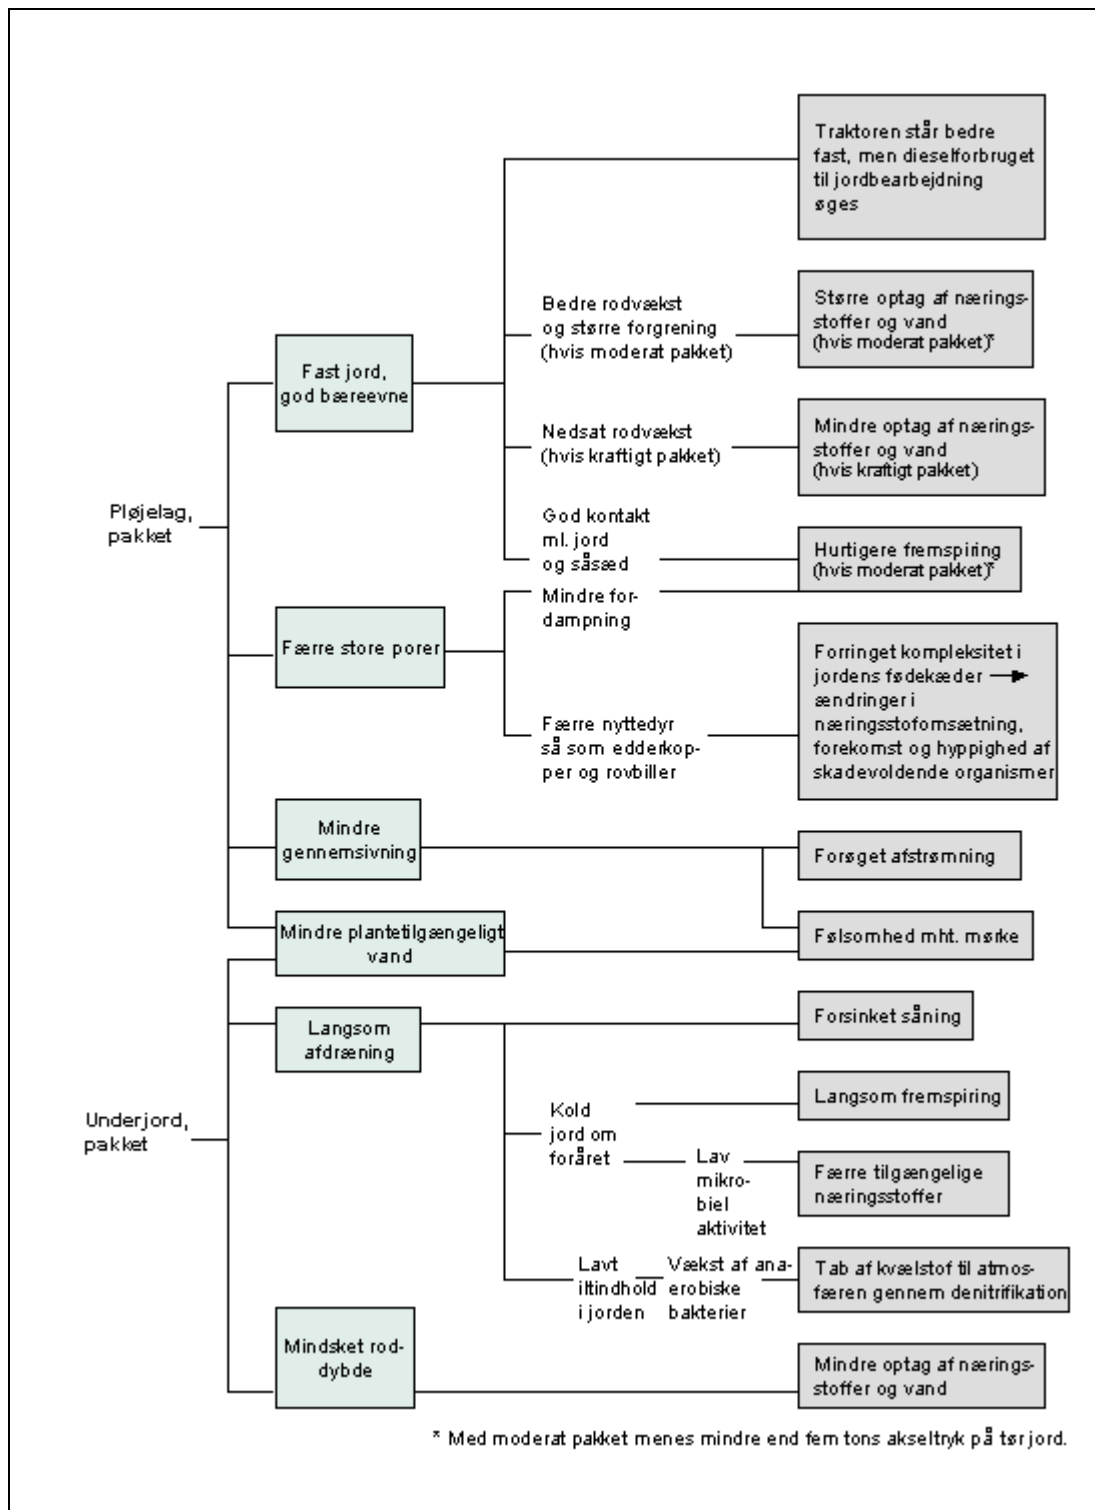 Traktoren står bedre
fast, men dieselforbruget
til jordbearbejdning
øges
Bedre rodvækst
og større forgrening
(hvis moderat pakket)
Større optag af nærings-
stoffer og vand
(hvis moderat pakket)*
Fast jord,
god bæreevne
Nedsat rodvækst
(hvis kraftigt pakket)
Mindre optag af nærings-
stoffer og vand
(hvis kraftigt pakket)
Pløjelag,
pakket
God kontakt
ml. jord
og såsæd
Hurtigere fremspiring
(hvis moderat pakket)*
Mindre for-
dampning
Færre store porer
Færre nyttedyr
så som edderkop-
per og rovbiller
Forringet kompleksitet i
jordens fødekæder
ændringer i
næringsstofomsætning,
forekomst og hyppighed af
skadevoldende organismer
Mindre
gennemsivning
Forøget afstrømning
Mindre plantetilgængeligt
vand
Følsomhed mht. mørke
Langsom
afdræning
Forsinket såning
Underjord,
pakket
Kold
jord om
foråret
Langsom fremspiring
Lav
mikro-
biel
aktivitet
Færre tilgængelige
næringsstoffer
Lavt
iltindhold
i jorden
Vækst af ana-
erobiske
bakterier
Tab af kvælstof til atmos-
færen gennem denitrifikation
Mindsket rod-
dybde
Mindre optag af nærings-
stoffer og vand
* Med moderat pakket menes mindre end fem tons akseltryk på tør jord.